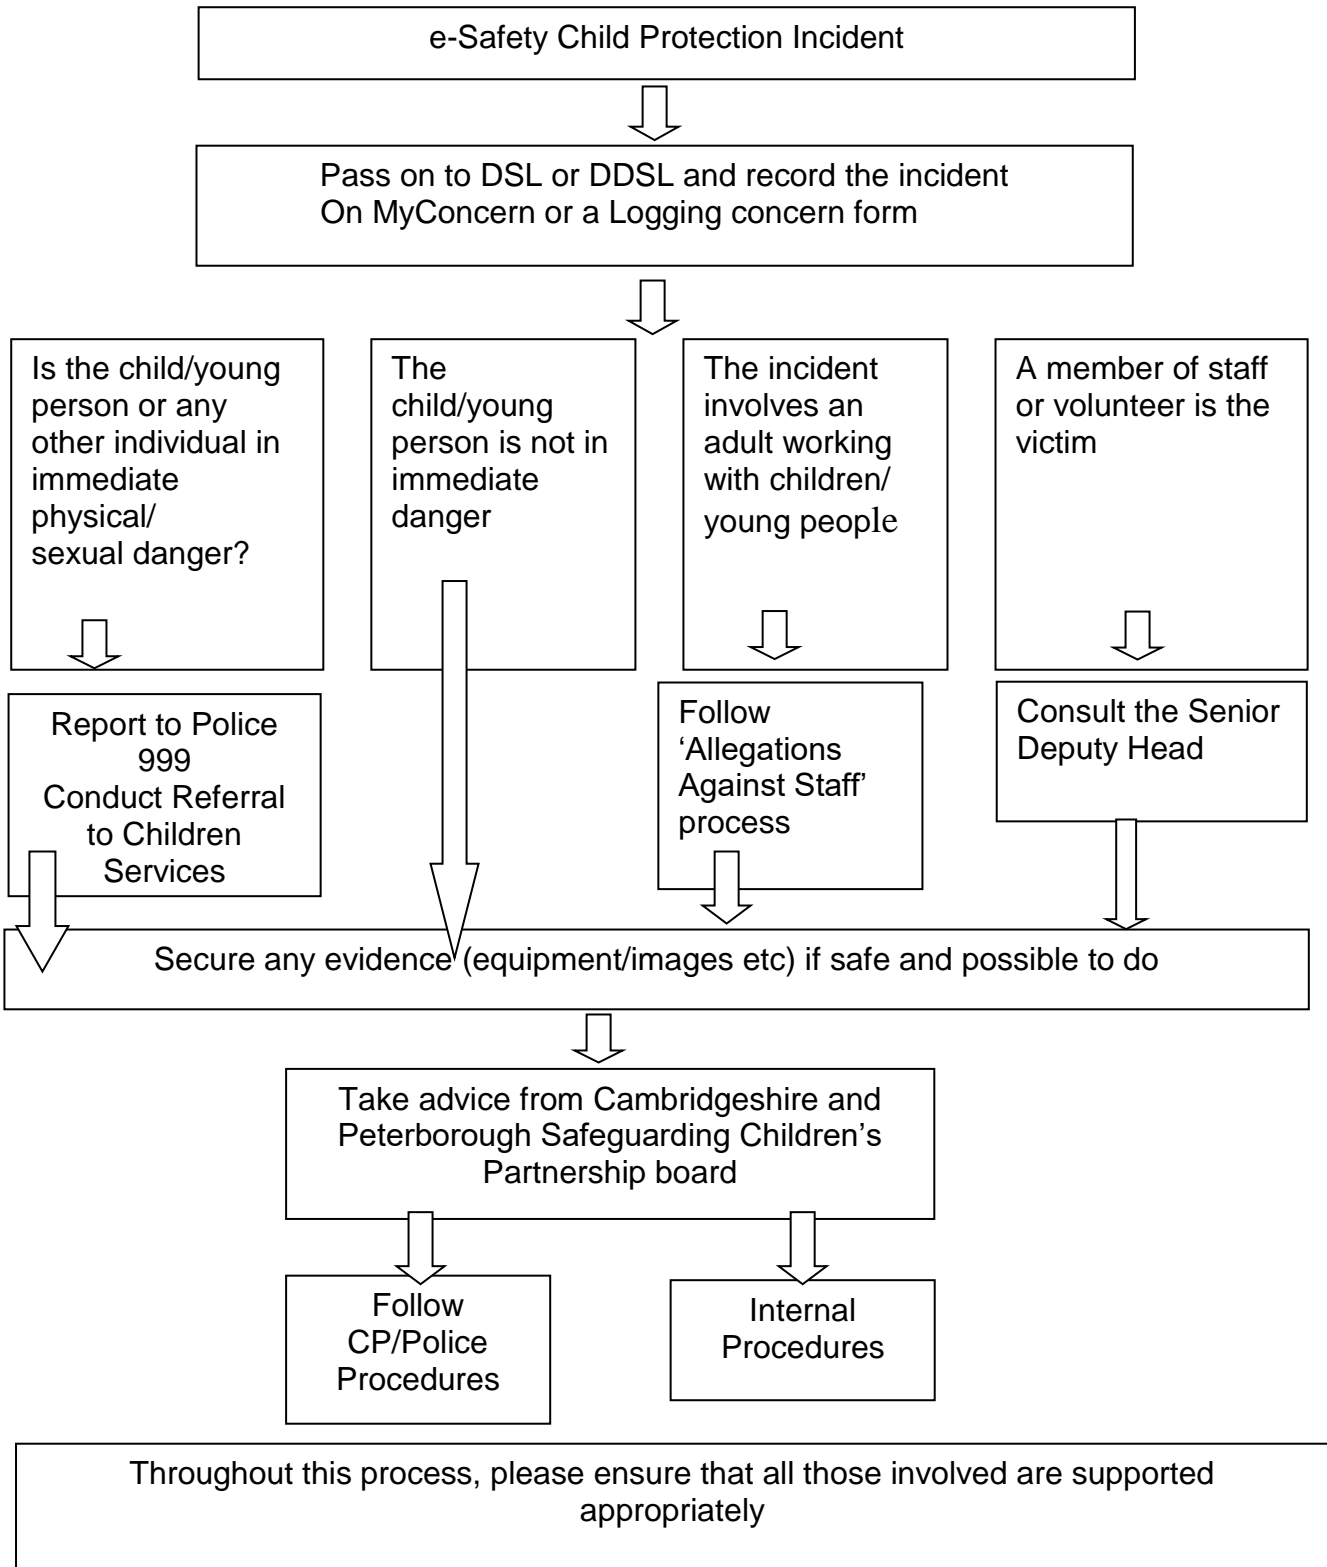 e-Safety Child Protection Incident
Pass on to DSL or DDSL and record the incident
On MyConcern or a Logging concern form
Is the child/young
person or any
other individual in
immediate
physical/
sexual danger?
The
child/young
person is not in
immediate
danger
The incident
involves an
adult working
with children/
young people
A member of staff
or volunteer is the
victim
Report to Police
999
Conduct Referral
to Children
Services
Follow
‘Allegations
Against Staff’
process
Consult the Senior
Deputy Head
Secure any evidence (equipment/images etc) if safe and possible to do
Take advice from Cambridgeshire and
Peterborough Safeguarding Children’s
Partnership board
Follow
CP/Police
Procedures
Internal
Procedures
Throughout this process, please ensure that all those involved are supported
appropriately